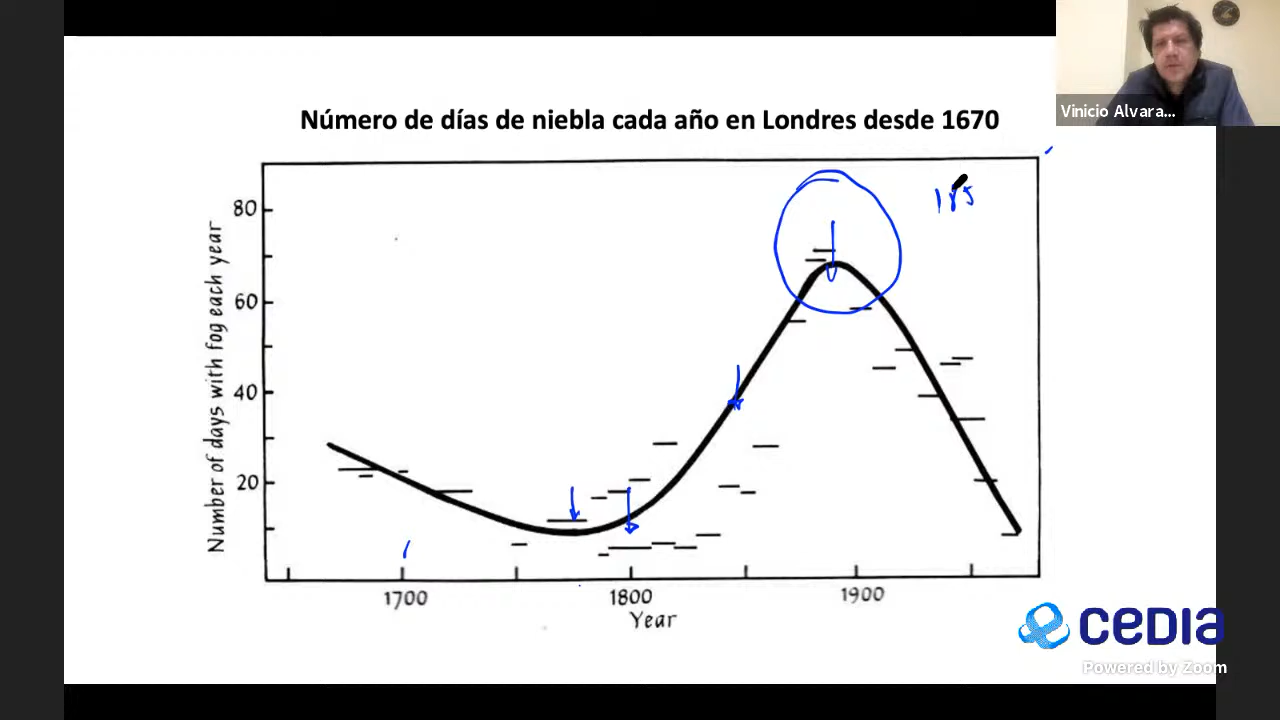 Vinicio Alvara...
Número de días de niebla cada año en Londres desde 1670
185
80
60
40
20
Number of days with fog each year
1700
1800
1900
Year
CEDIA
Powered by Zoom